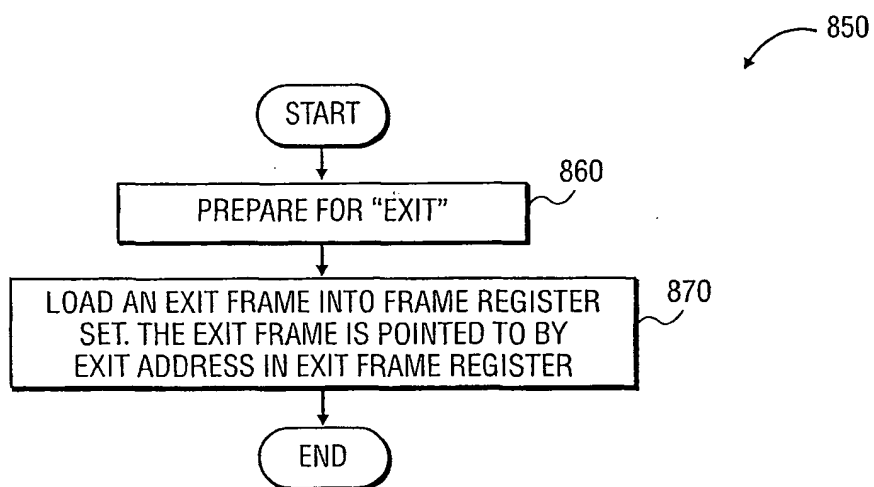 850
START
860
PREPARE FOR “EXIT”
870
LOAD AN EXIT FRAME INTO FRAME REGISTER
SET. THE EXIT FRAME IS POINTED TO BY
EXIT ADDRESS IN EXIT FRAME REGISTER
END